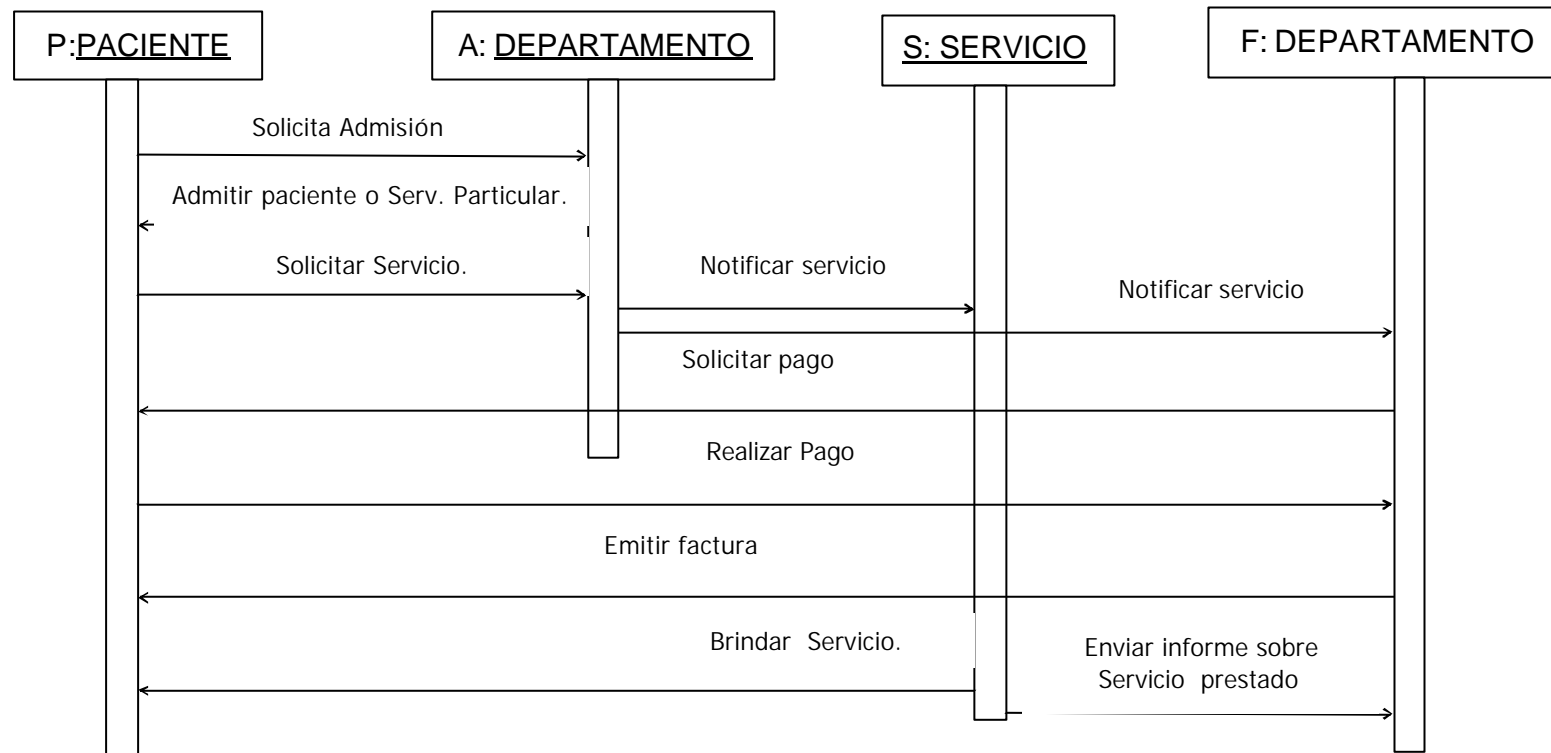 P:PACIENTE
A: DEPARTAMENTO
S: SERVICIO
F: DEPARTAMENTO
Solicita Admisión
Admitir paciente o Serv. Particular.
Solicitar Servicio.
Notificar servicio
Notificar servicio
Solicitar pago
Realizar Pago
Emitir factura
Brindar Servicio.
Enviar informe sobre
Servicio prestado